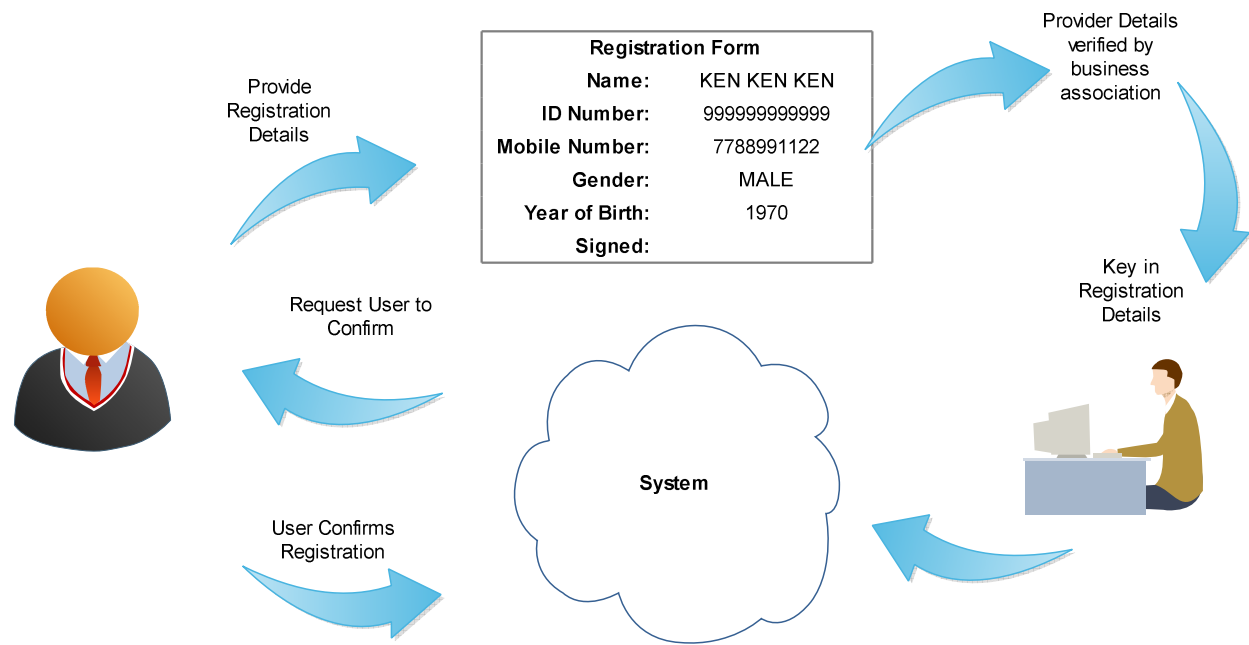 Provide
Registration
Details
Registration Form
Name: KEN KEN KEN
ID Number: 999999999999
Mobile Number: 7788991122
Gender: MALE
Year of Birth: 1970
Signed:
Provider Details
verified by
business
association
Key in
Registration
Details
Request User to
Confirm
System
User Confirms
Registration